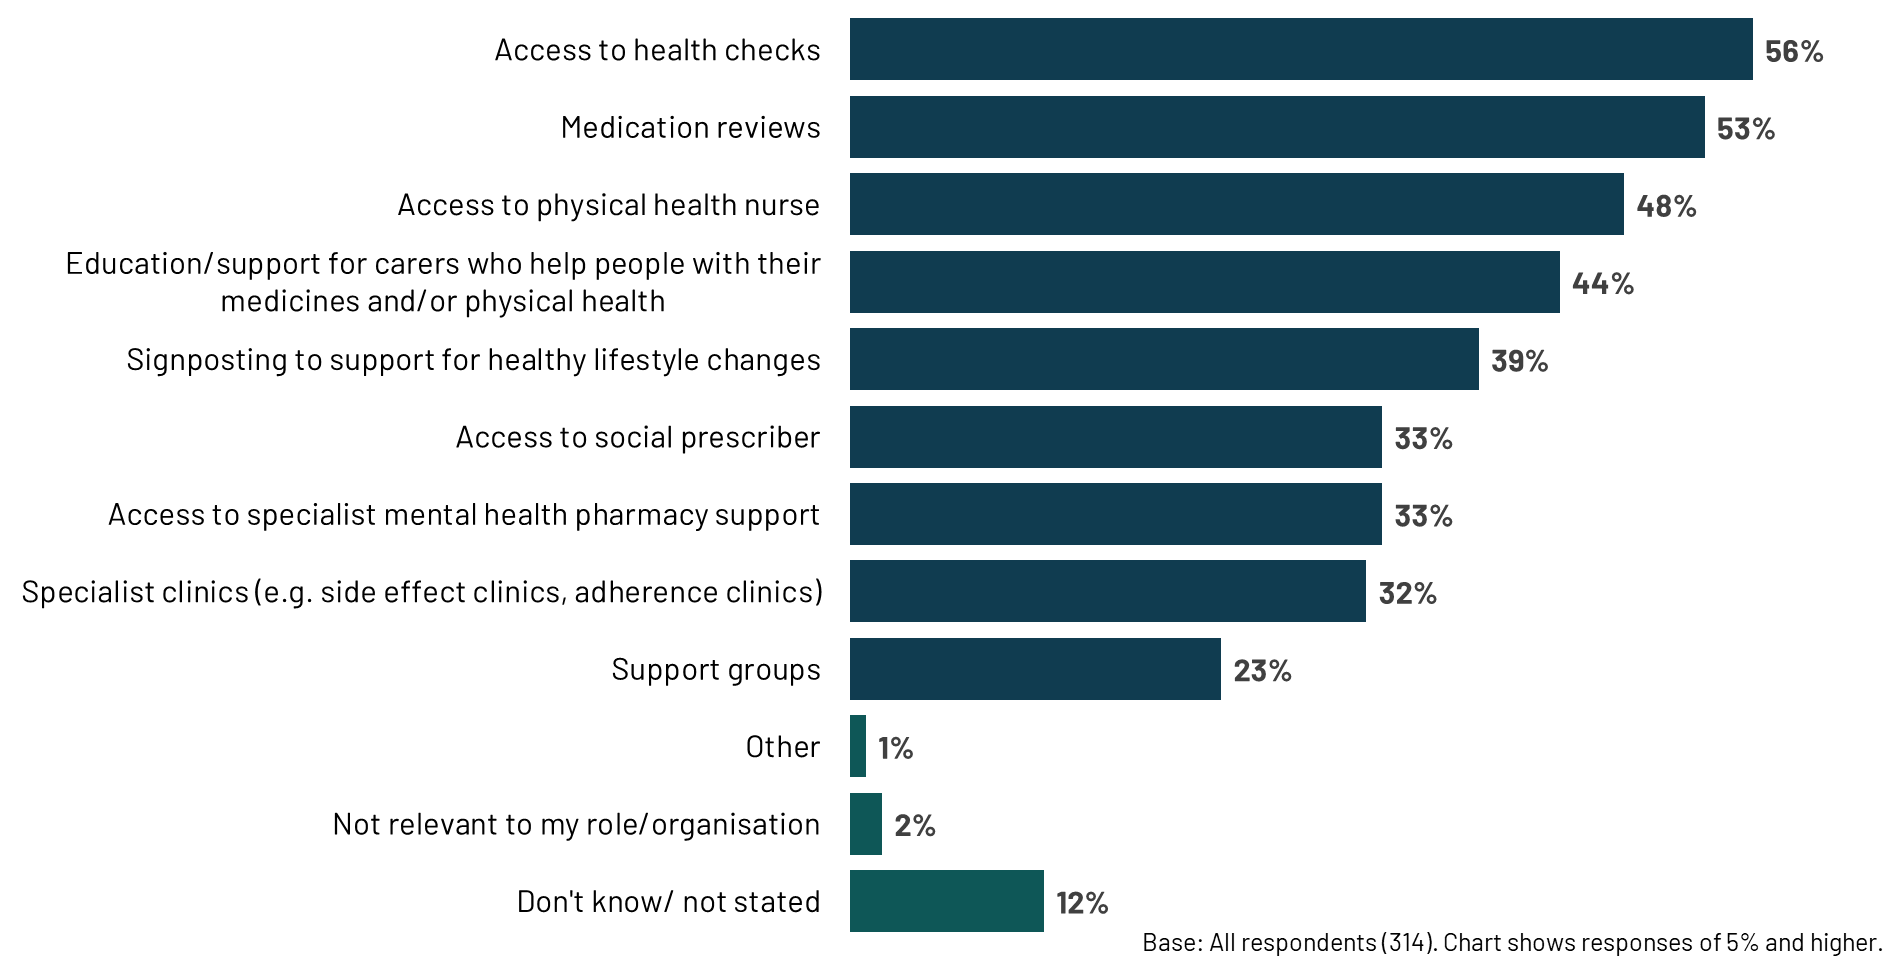 Access to health checks 56%
Medication reviews 53%
Access to physical health nurse 48%
Education/support for carers who help people with their
medicines and/or physical health 44%
Signposting to support for healthy lifestyle changes 39%
Access to social prescriber 33%
Access to specialist mental health pharmacy support 33%
Specialist clinics (e.g. side effect clinics, adherence clinics) 32%
Support groups 23%
Other 1%
Not relevant to my role/organisation 2%
Don't know/ not stated 12%
Base: All respondents (314). Chart shows responses of 5% and higher.